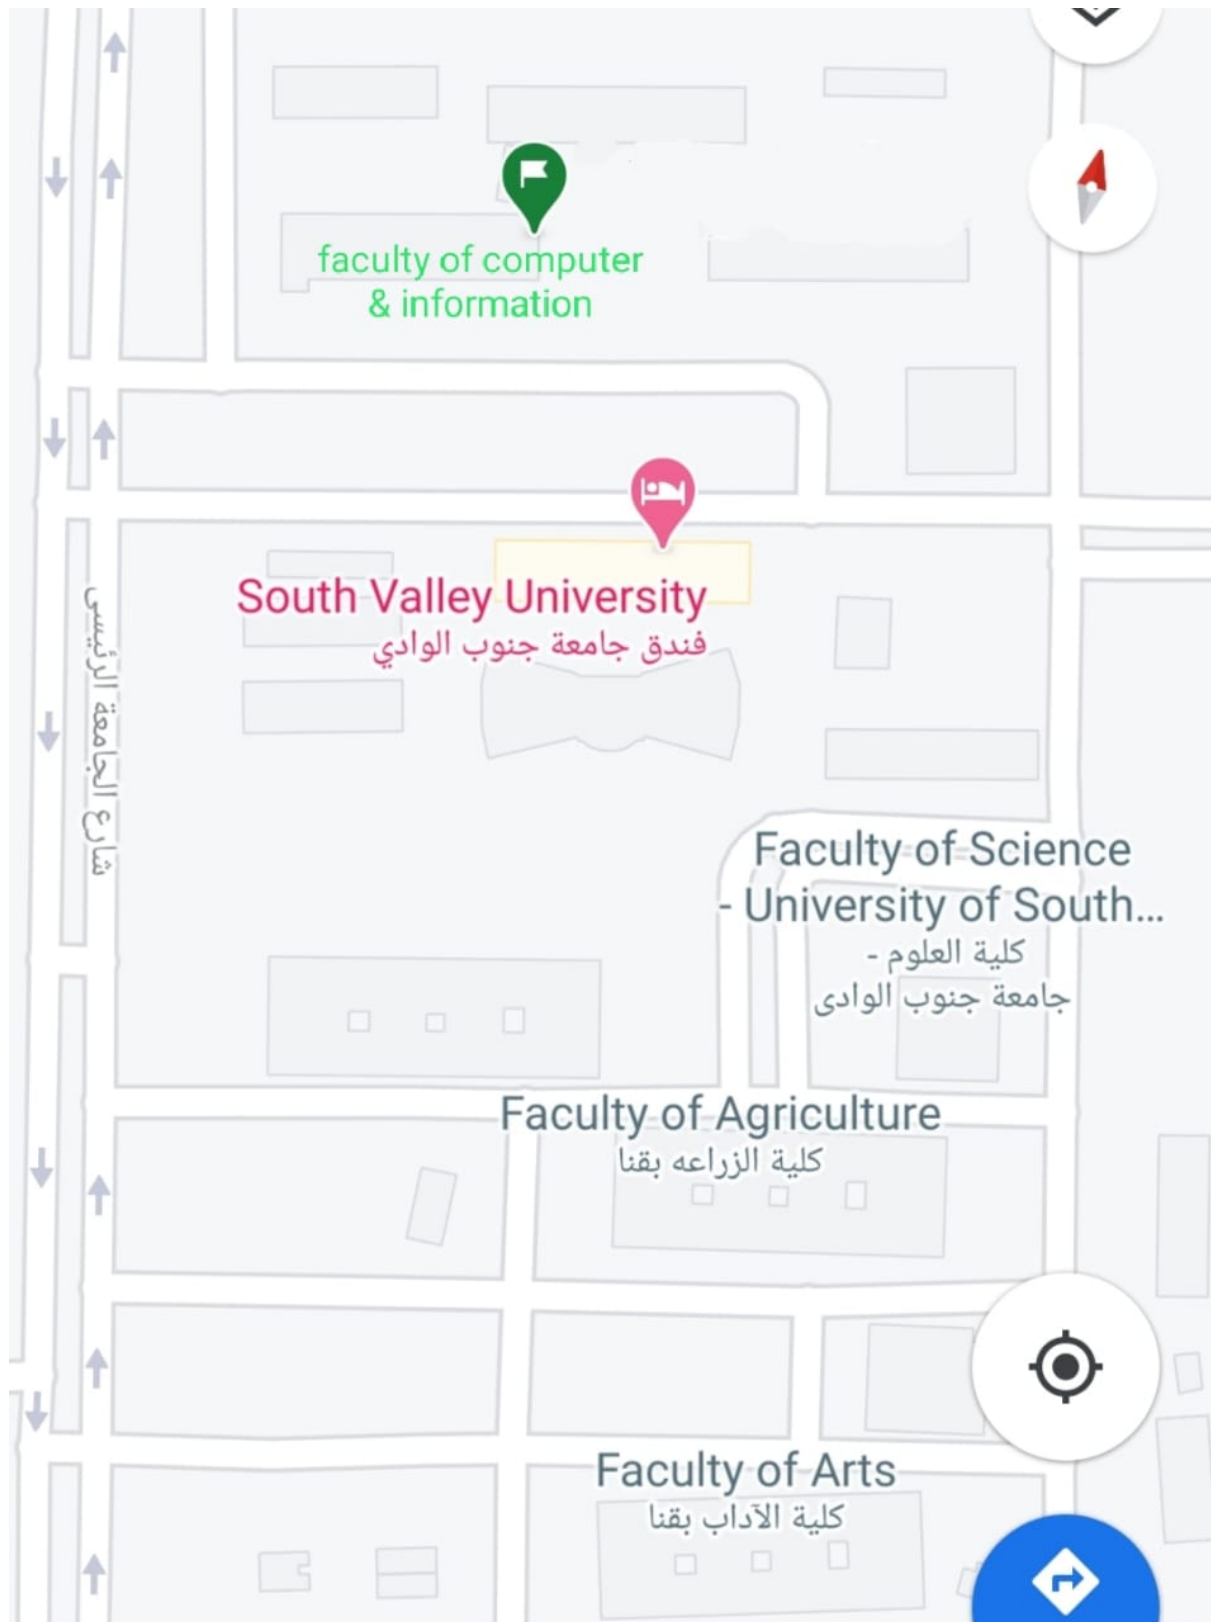 faculty of computer
& information
South Valley University
فندق جامعة جنوب الوادي
شارع الجامعة الرئيسى
Faculty of Science
- University of South...
كلية العلوم -
جامعة جنوب الوادى
Faculty of Agriculture
كلية الزراعه بقنا
Faculty of Arts
كلية الآداب بقنا